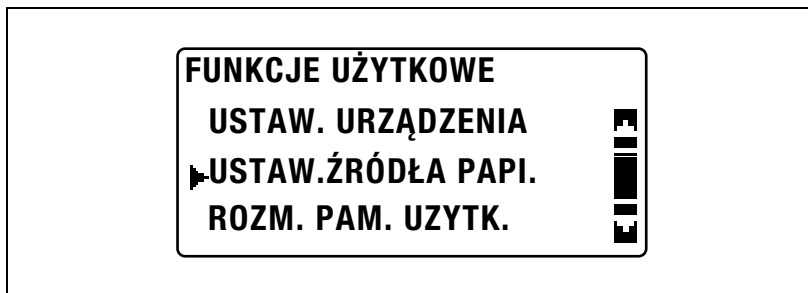 FUNKCJE UŻYTKOWE
USTAW. URZĄDZENIA
USTAW.ŹRÓDŁA PAPI.
ROZM. PAM. UZYTK.